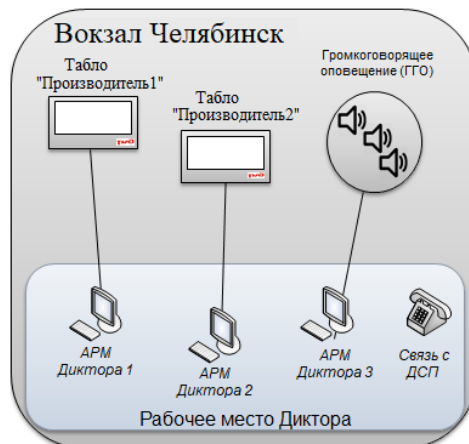 Вокзал Челябинск
Громкоговорящее
оповещение (ГГО)
Табло
"Производитель1"
Табло
"Производитель2"
АРМ
Диктора 1
АРМ
Диктора 2
АРМ
Диктора 3
Связь с
ДСП
Рабочее место Диктора